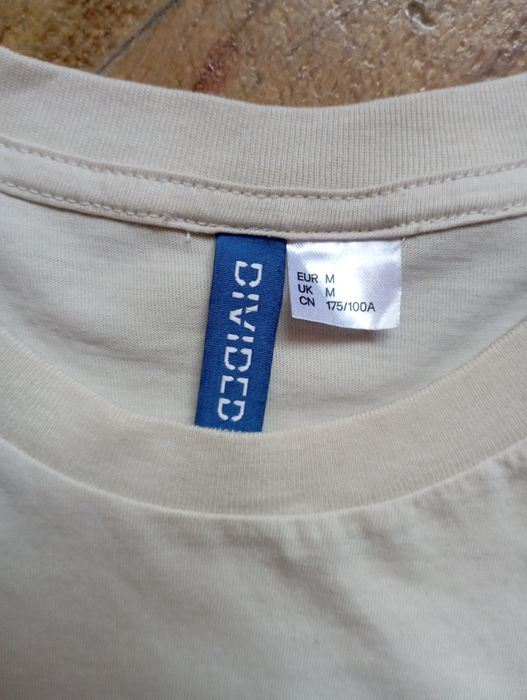 DIVIDED
EUR M
UK M
CN 175/100A